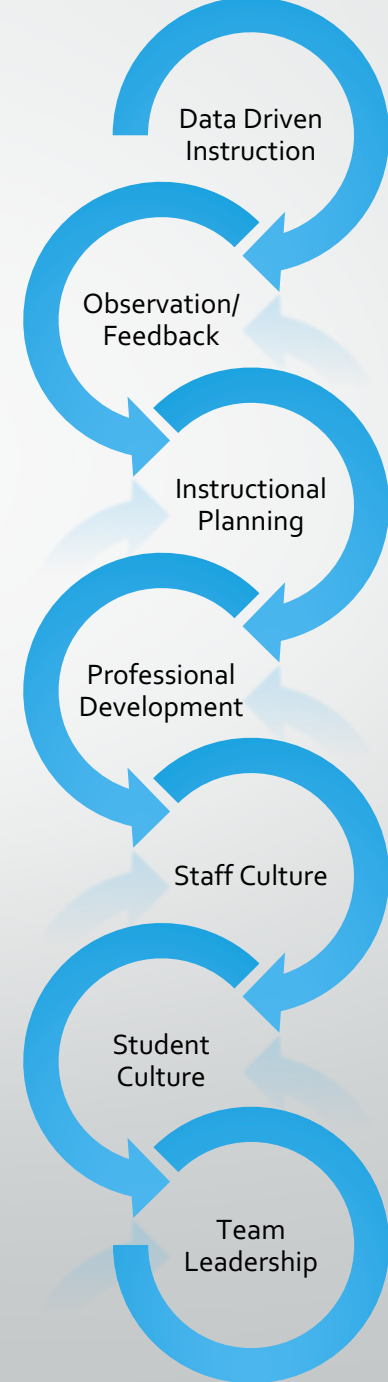 Data Driven
Instruction
Observation/
Feedback
Instructional
Planning
Professional
Development
Staff Culture
Student
Culture
Team
Leadership